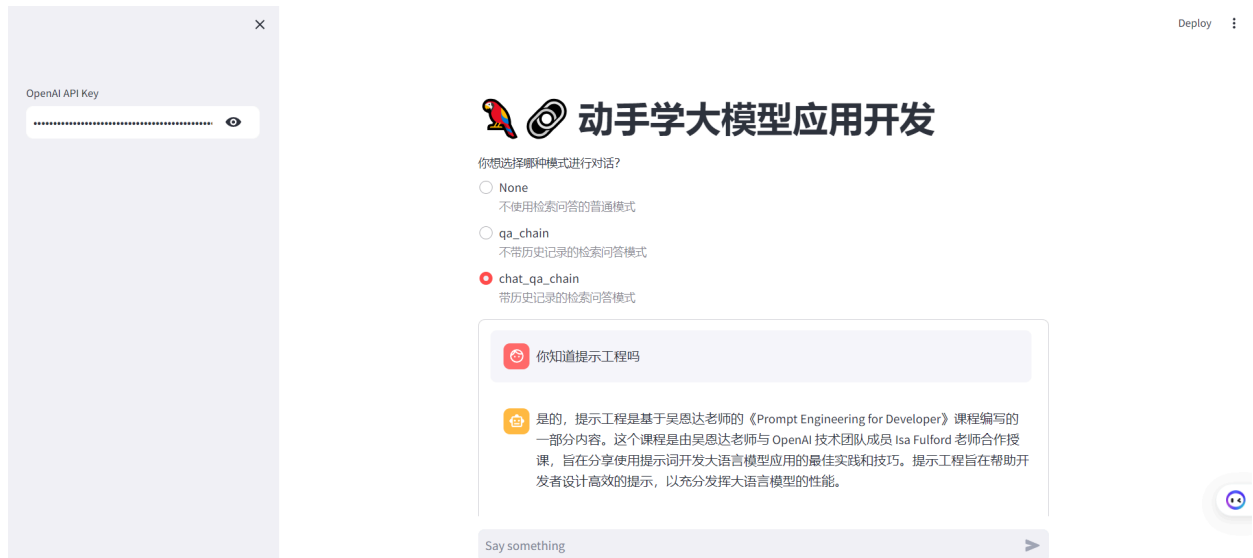 Deploy
OpenAI API Key
动手学大模型应用开发
你想选择哪种模式进行对话？
None
不使用检索问答的普通模式
qa_chain
不带历史记录的检索问答模式
chat_qa_chain
带历史记录的检索问答模式
你知道提示工程吗
是的，提示工程是基于吴恩达老师的《Prompt Engineering for Developer》课程编写的
一部分内容。这个课程是由吴恩达老师与 OpenAI 技术团队成员 Isa Fulford 老师合作授
课，旨在分享使用提示词开发大语言模型应用的最佳实践和技巧。提示工程旨在帮助开
发者设计高效的提示，以充分发挥大语言模型的性能。
Say something